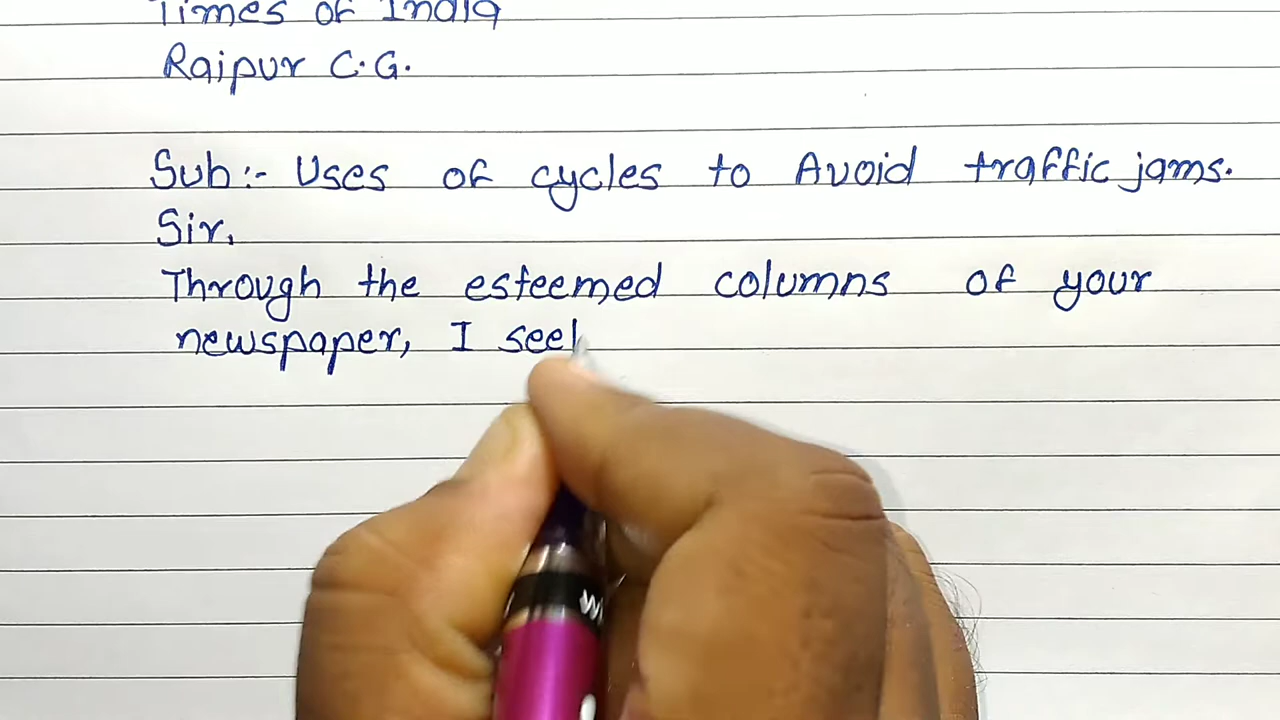 Times of India
Raipur C.G.
Sub:- Uses of cycles to Avoid traffic jams.
Sir,
Through the esteemed columns of your
newspaper, I